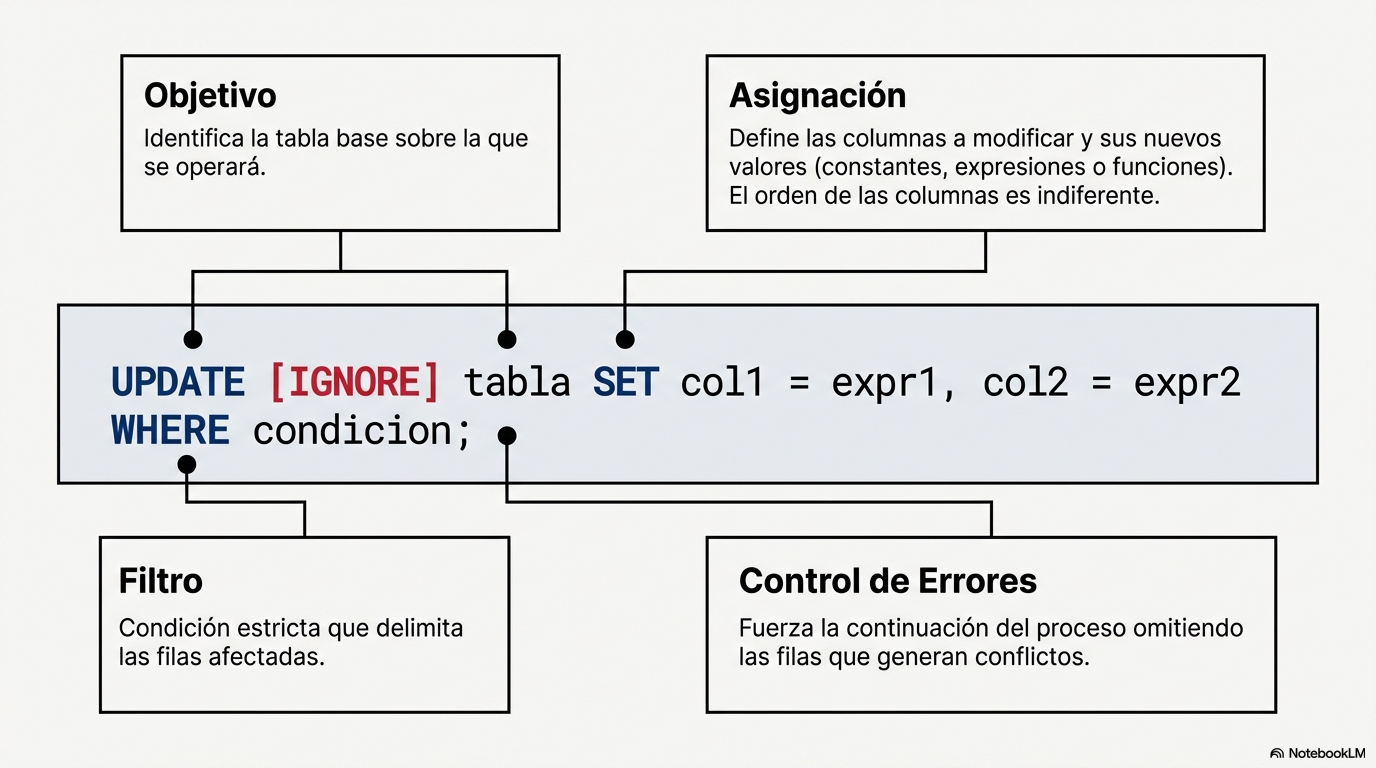 Objetivo
Identifica la tabla base sobre la que
se operará.
Asignación
Define las columnas a modificar y sus nuevos
valores (constantes, expresiones o funciones).
El orden de las columnas es indiferente.
UPDATE [IGNORE] tabla SET col1 = expr1, col2 = expr2
WHERE condicion;
Filtro
Condición estricta que delimita
las filas afectadas.
Control de Errores
Fuerza la continuación del proceso omitiendo
las filas que generan conflictos.
NotebookLM